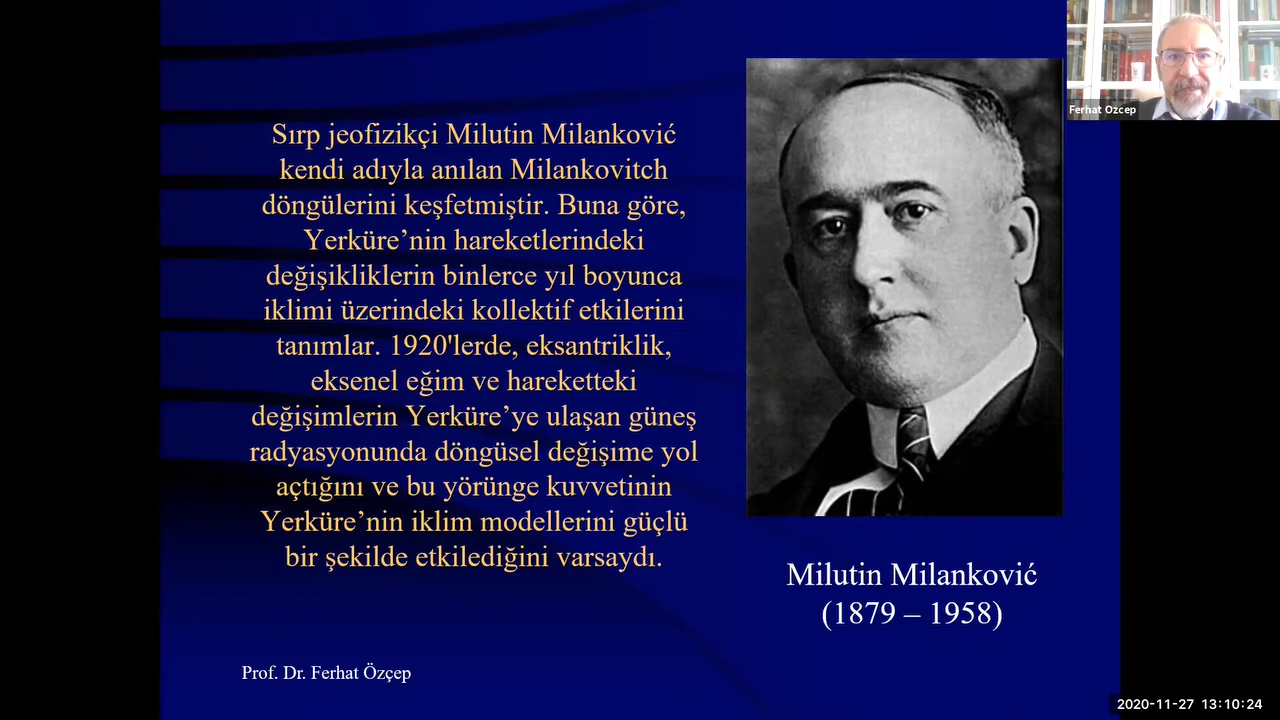 Sırp jeofizikçi Milutin Milanković
kendi adıyla anılan Milankovitch
döngülerini keşfetmiştir. Buna göre,
Yerküre’nin hareketlerindeki
değişikliklerin binlerce yıl boyunca
iklimi üzerindeki kollektif etkilerini
tanımlar. 1920'lerde, eksantriklik,
eksenel eğim ve hareketteki
değişimlerin Yerküre’ye ulaşan güneş
radyasyonunda döngüsel değişime yol
açtığını ve bu yörünge kuvvetinin
Yerküre’nin iklim modellerini güçlü
bir şekilde etkilediğini varsaydı.
Milutin Milanković
(1879 – 1958)
Prof. Dr. Ferhat Özçep
Ferhat Ozcep
2020-11-27 13:10:24